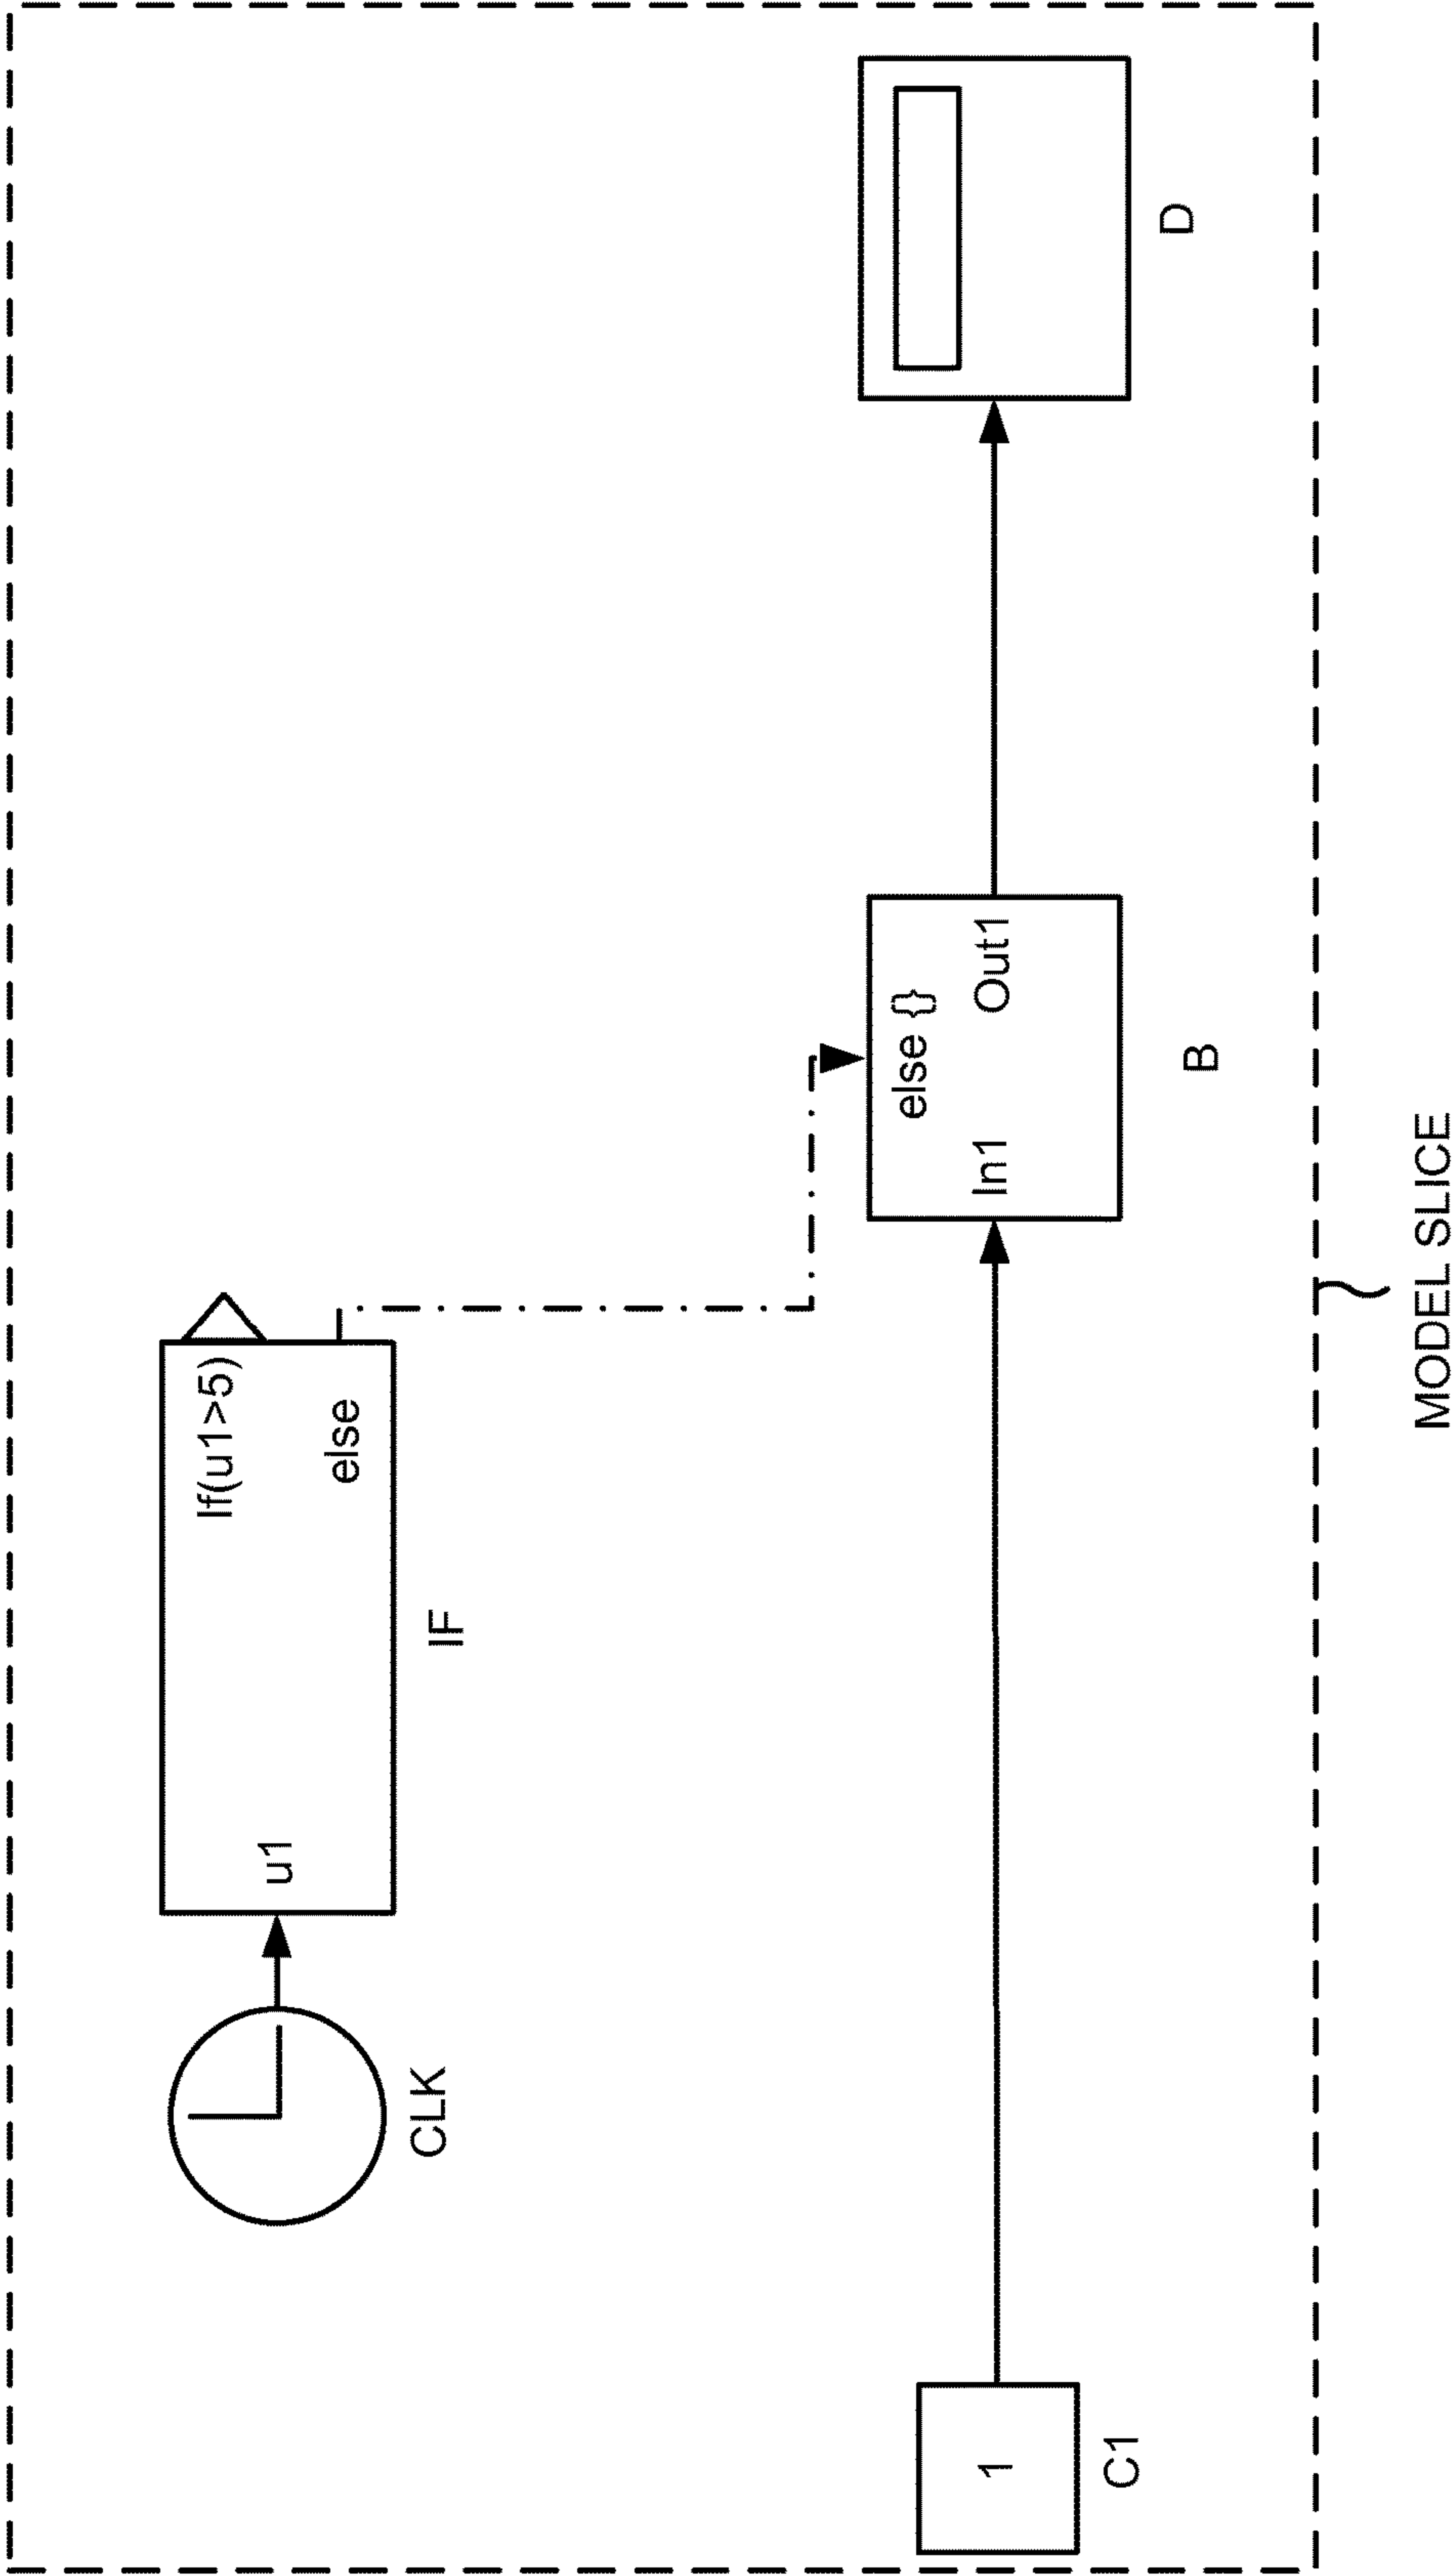 If(u1>5)
u1
else
IF
CLK
else {}
In1
Out1
B
1
C1
D
MODEL SLICE